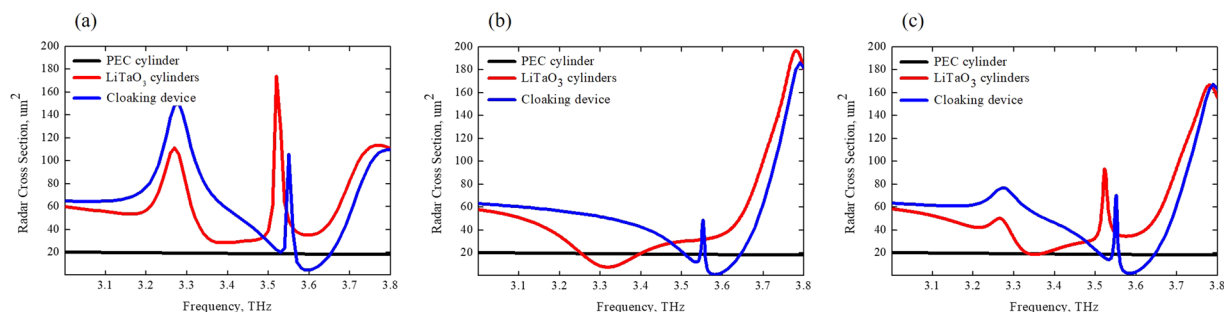 (a)
(b)
(c)
Radar Cross Section, um²
200
180
160
140
120
100
80
60
40
20
PEC cylinder
LiTaO₃ cylinders
Cloaking device
3.1 3.2 3.3 3.4 3.5 3.6 3.7 3.8
Frequency, THz
Radar Cross Section, um²
200
180
160
140
120
100
80
60
40
20
PEC cylinder
LiTaO₃ cylinders
Cloaking device
3.1 3.2 3.3 3.4 3.5 3.6 3.7 3.8
Frequency, THz
Radar Cross Section, um²
200
180
160
140
120
100
80
60
40
20
PEC cylinder
LiTaO₃ cylinders
Cloaking device
3.1 3.2 3.3 3.4 3.5 3.6 3.7 3.8
Frequency, THz